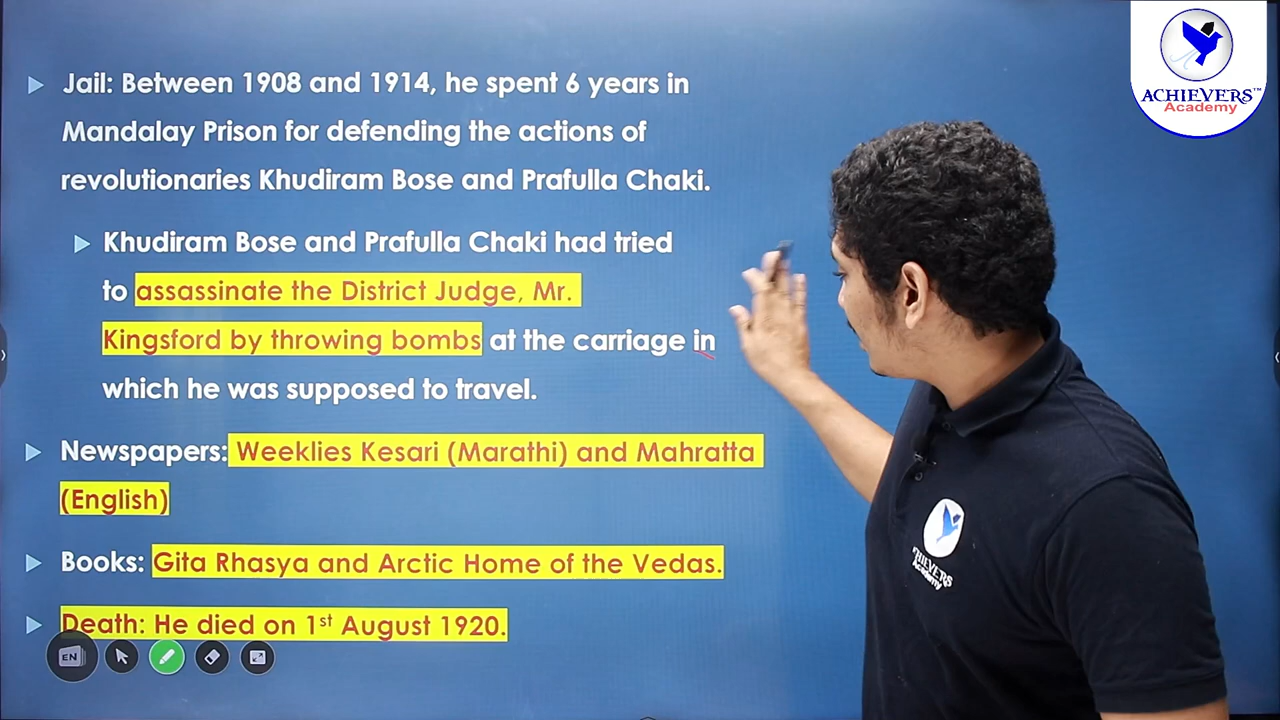 ACHIEVERS™
Academy
Jail: Between 1908 and 1914, he spent 6 years in
Mandalay Prison for defending the actions of
revolutionaries Khudiram Bose and Prafulla Chaki.
Khudiram Bose and Prafulla Chaki had tried
to assassinate the District Judge, Mr.
Kingsford by throwing bombs at the carriage in
which he was supposed to travel.
Newspapers: Weeklies Kesari (Marathi) and Mahratta
(English)
Books: Gita Rhasya and Arctic Home of the Vedas.
Death: He died on 1st August 1920.
EN
ACHIEVERS
Academy